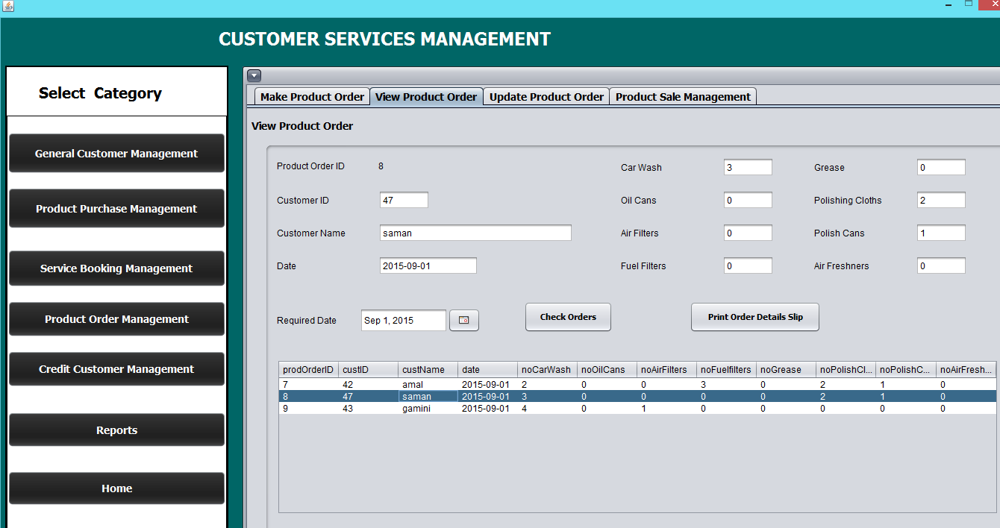 CUSTOMER SERVICES MANAGEMENT
Select Category
General Customer Management
Product Purchase Management
Service Booking Management
Product Order Management
Credit Customer Management
Reports
Home
Make Product Order View Product Order Update Product Order Product Sale Management
View Product Order
Product Order ID 8 Car Wash 3 Grease 0
Customer ID 47 Oil Cans 0 Polishing Cloths 2
Customer Name saman Air Filters 0 Polish Cans 1
Date 2015-09-01 Fuel Filters 0 Air Freshners 0
Required Date Sep 1, 2015 Check Orders Print Order Details Slip
prodOrderID custID custName date noCarWash noOilCans noAirFilters noFuelfilters noGrease noPolishCl... noPolishC... noAirFresh...
7 42 amal 2015-09-01 2 0 0 3 0 2 1 0
8 47 saman 2015-09-01 3 0 0 0 0 2 1 0
9 43 gamini 2015-09-01 4 0 1 0 0 0 0 0